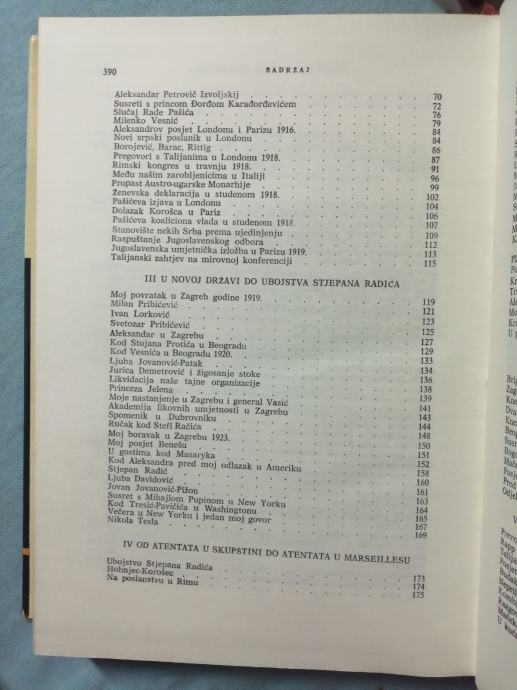 390 SADRŽAJ
Aleksandar Petrovič Izvoljskij . . . . . 70
Susreti s princom Đorđom Karađorđevićem . . . . . 72
Slučaj Rade Pašića . . . . . 76
Milenko Vesnić . . . . . 79
Aleksandrov posjet Londonu i Parizu 1916. . . . . . 84
Novi srpski poslanik u Londonu . . . . . 84
Borojević, Barac, Rittig . . . . . 86
Pregovori s Talijanima u Londonu 1918. . . . . . 87
Rimski kongres u travnju 1918. . . . . . 91
Među našim zarobljenicima u Italiji . . . . . 96
Propast Austro-ugarske Monarhije . . . . . 99
Ženevska deklaracija u studenom 1918. . . . . . 102
Pašićeva izjava u Londonu . . . . . 104
Dolazak Korošca u Pariz . . . . . 106
Pašićeva koaliciona vlada u studenom 1918. . . . . . 107
Stanovište nekih Srba prema ujedinjenju . . . . . 109
Raspuštanje Jugoslavenskog odbora . . . . . 112
Jugoslavenska umjetnička izložba u Parizu 1919. . . . . . 113
Talijanski zahtjev na mirovnoj konferenciji . . . . . 115
III U NOVOJ DRŽAVI DO UBOJSTVA STJEPANA RADIĆA
Moj povratak u Zagreb godine 1919. . . . . . 119
Milan Pribićević . . . . . 121
Ivan Lorković . . . . . 123
Svetozar Pribićević . . . . . 125
Aleksandar u Zagrebu . . . . . 127
Kod Stojana Protića u Beogradu . . . . . 129
Kod Vesnića u Beogradu 1920. . . . . . 133
Ljuba Jovanović-Patak . . . . . 134
Jurica Demetrović i žigosanje stoke . . . . . 136
Likvidacija naše tajne organizacije . . . . . 138
Princeza Jelena . . . . . 139
Moje nastanjenje u Zagrebu i general Vasić . . . . . 141
Akademija likovnih umjetnosti u Zagrebu . . . . . 143
Spomenik u Dubrovniku . . . . . 144
Ručak kod Stefi Račića . . . . . 148
Moj boravak u Zagrebu 1923. . . . . . 150
Moj posjet Benešu . . . . . 151
U gostima kod Masaryka . . . . . 152
Kod Aleksandra pred moj odlazak u Ameriku . . . . . 158
Stjepan Radić . . . . . 160
Ljuba Davidović . . . . . 161
Jovan Jovanović-Pižon . . . . . 163
Susret s Mihajlom Pupinom u New Yorku . . . . . 164
Kod Tresić-Pavičića u Washingtonu . . . . . 165
Večera u New Yorku i jedan moj govor . . . . . 167
Nikola Tesla . . . . . 169
IV OD ATENTATA U SKUPSTINI DO ATENTATA U MARSEILLESU
Ubojstvo Stjepana Radića . . . . . 173
Hohnjec-Korošec . . . . . 174
Na poslanstvu u Rimu . . . . . 175